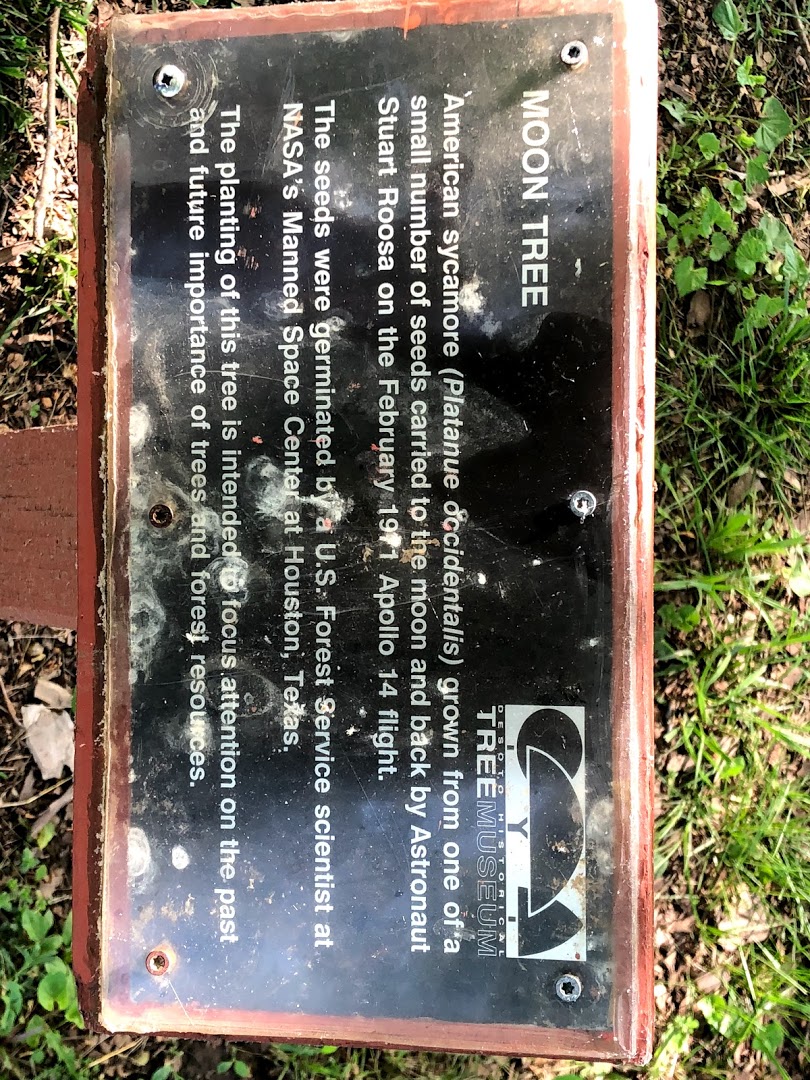 MOON TREE
DESOTO HISTORICAL
TREEMUSEUM
American sycamore (Platanue occidentalis) grown from one of a
small number of seeds carried to the moon and back by Astronaut
Stuart Roosa on the February 1971 Apollo 14 flight.
The seeds were germinated by a U.S. Forest Service scientist at
NASA's Manned Space Center at Houston, Texas.
The planting of this tree is intended to focus attention on the past
and future importance of trees and forest resources.